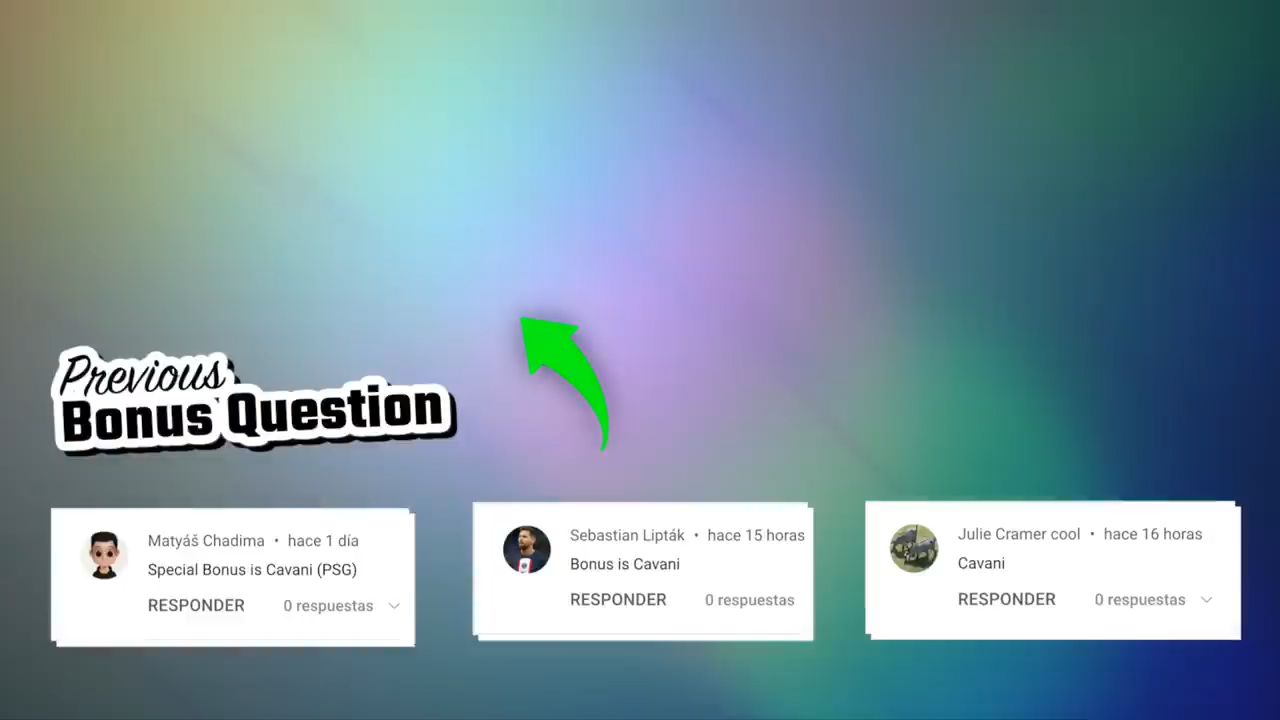 Previous
Bonus Question
Matyáš Chadima • hace 1 día
Special Bonus is Cavani (PSG)
RESPONDER 0 respuestas
Sebastian Lipták • hace 15 horas
Bonus is Cavani
RESPONDER 0 respuestas
Julie Cramer cool • hace 16 horas
Cavani
RESPONDER 0 respuestas